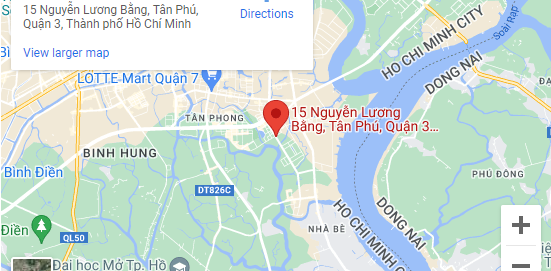 15 Nguyễn Lương Bằng, Tân Phú,
Quận 3, Thành phố Hồ Chí Minh
Directions
View larger map
LOTTE Mart Quận 7
HO CHI MINH CITY
DONG NAI
Soài Rạp
TÂN PHONG
15 Nguyễn Lương
Bằng, Tân Phú, Quận 3...
BINH HUNG
Bình Điền
DT826C
PHÚ ĐÔNG
Điền
QL50
NHÀ BÈ
HO CHI MINH CITY
DONG NAI
Đại học Mở Tp. Hồ